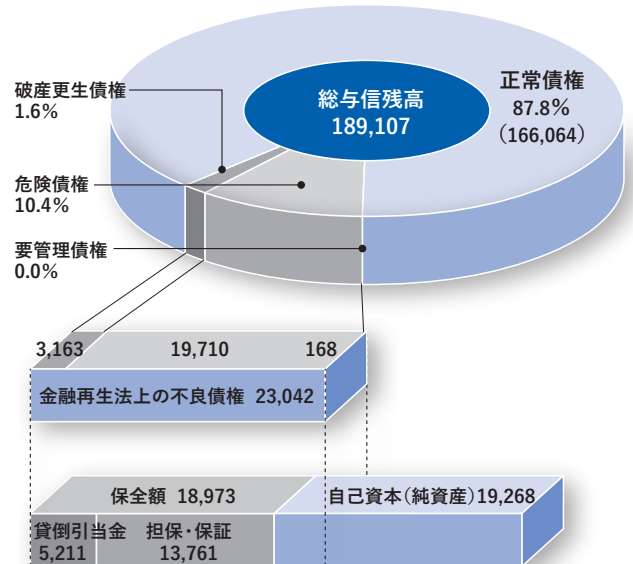 破産更生債権
1.6%
総与信残高
189,107
正常債権
87.8%
(166,064)
危険債権
10.4%
要管理債権
0.0%
3,163
19,710
168
金融再生法上の不良債権 23,042
保全額 18,973
自己資本(純資産)19,268
貸倒引当金
5,211
担保・保証
13,761